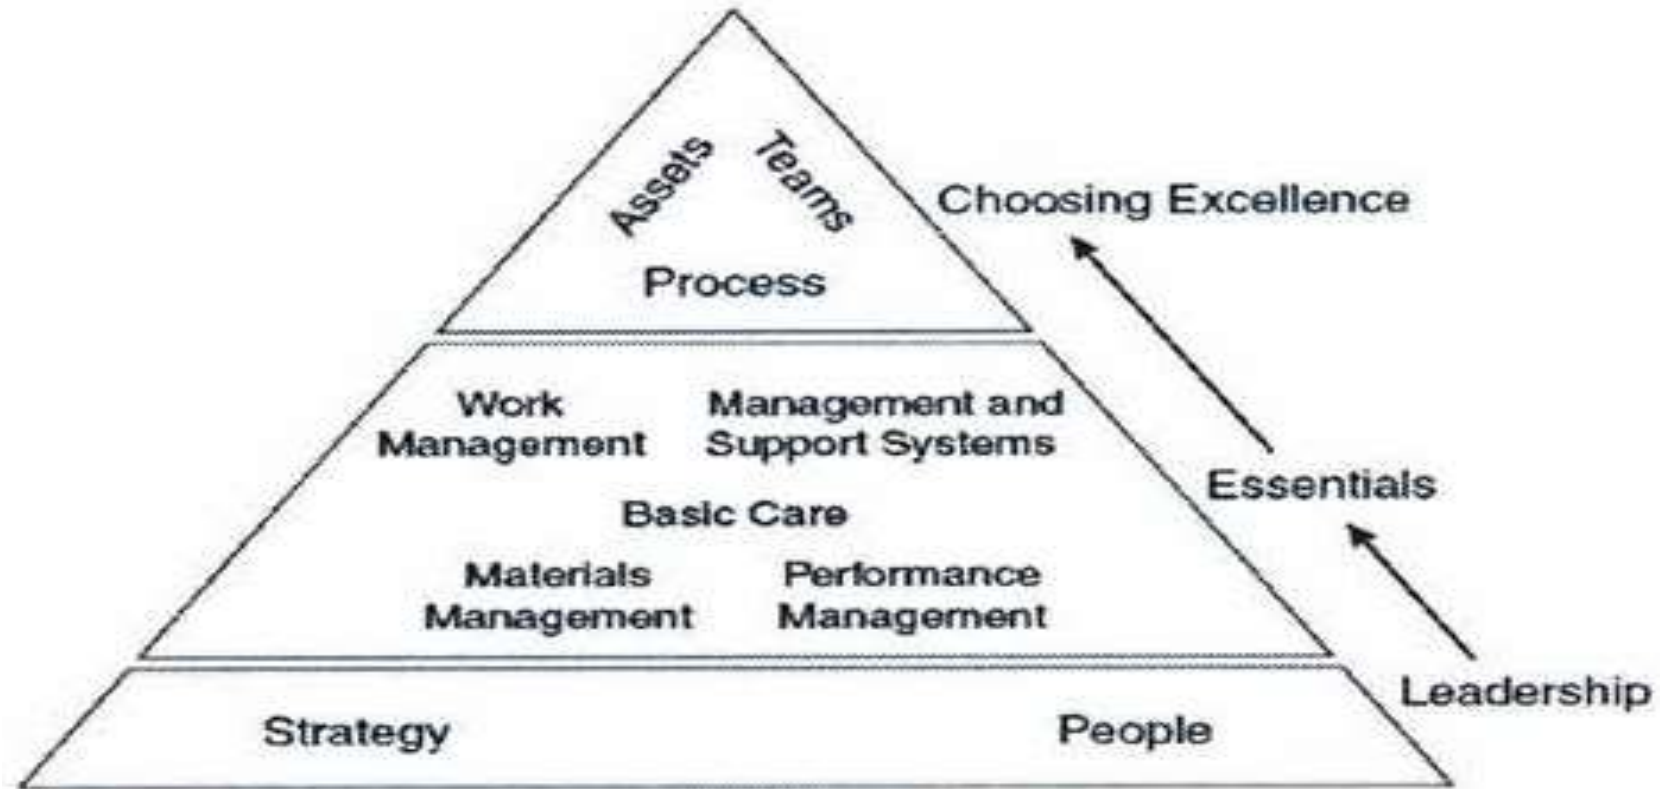 Assets
Teams
Process
Choosing Excellence
Work
Management
Management and
Support Systems
Basic Care
Materials
Management
Performance
Management
Essentials
Strategy
People
Leadership